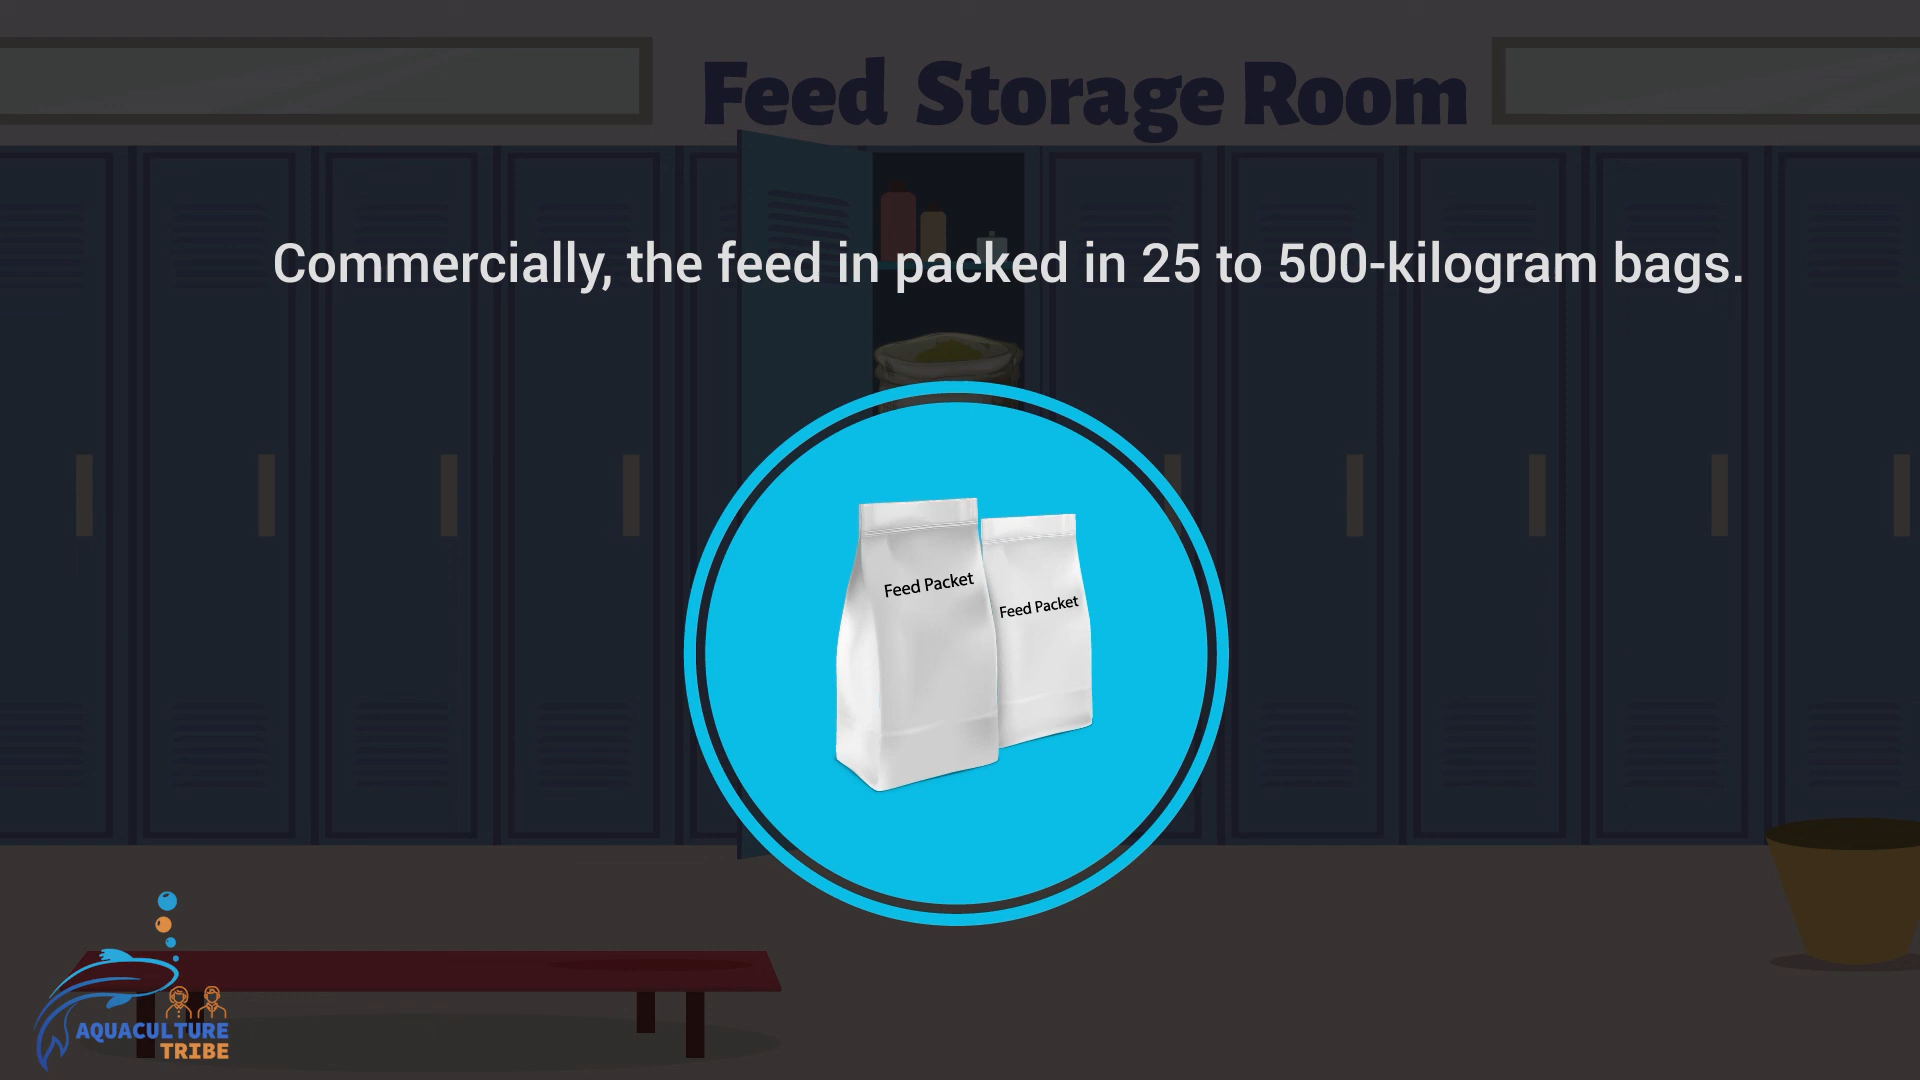 Feed Storage Room
Commercially, the feed in packed in 25 to 500-kilogram bags.
Feed Packet
Feed Packet
AQUACULTURE
TRIBE